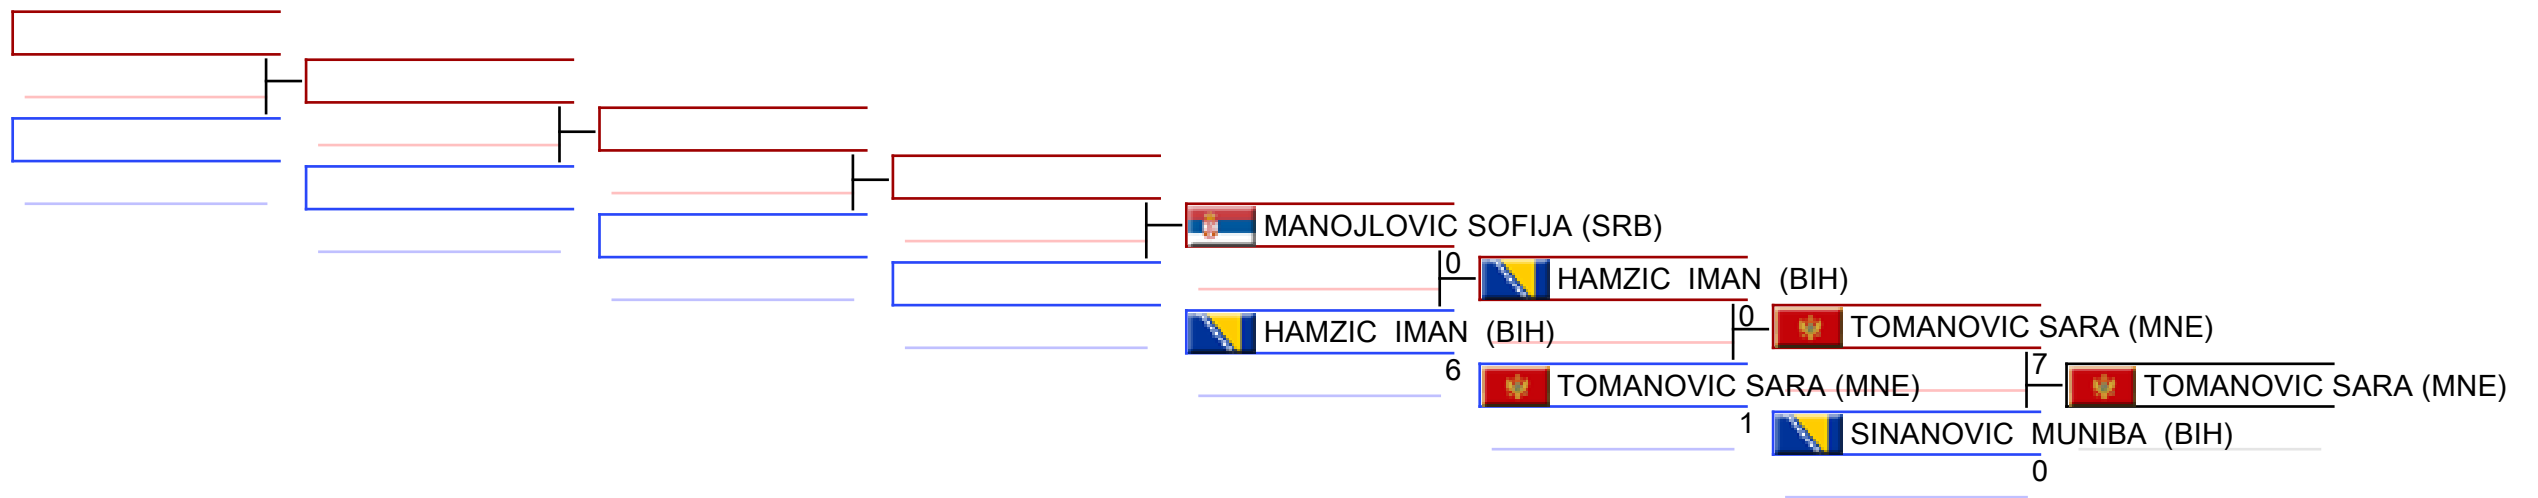 MANOJLOVIC SOFIJA (SRB)
0
HAMZIC IMAN (BIH)
HAMZIC IMAN (BIH)
6
0
TOMANOVIC SARA (MNE)
TOMANOVIC SARA (MNE)
1
7
TOMANOVIC SARA (MNE)
SINANOVIC MUNIBA (BIH)
0